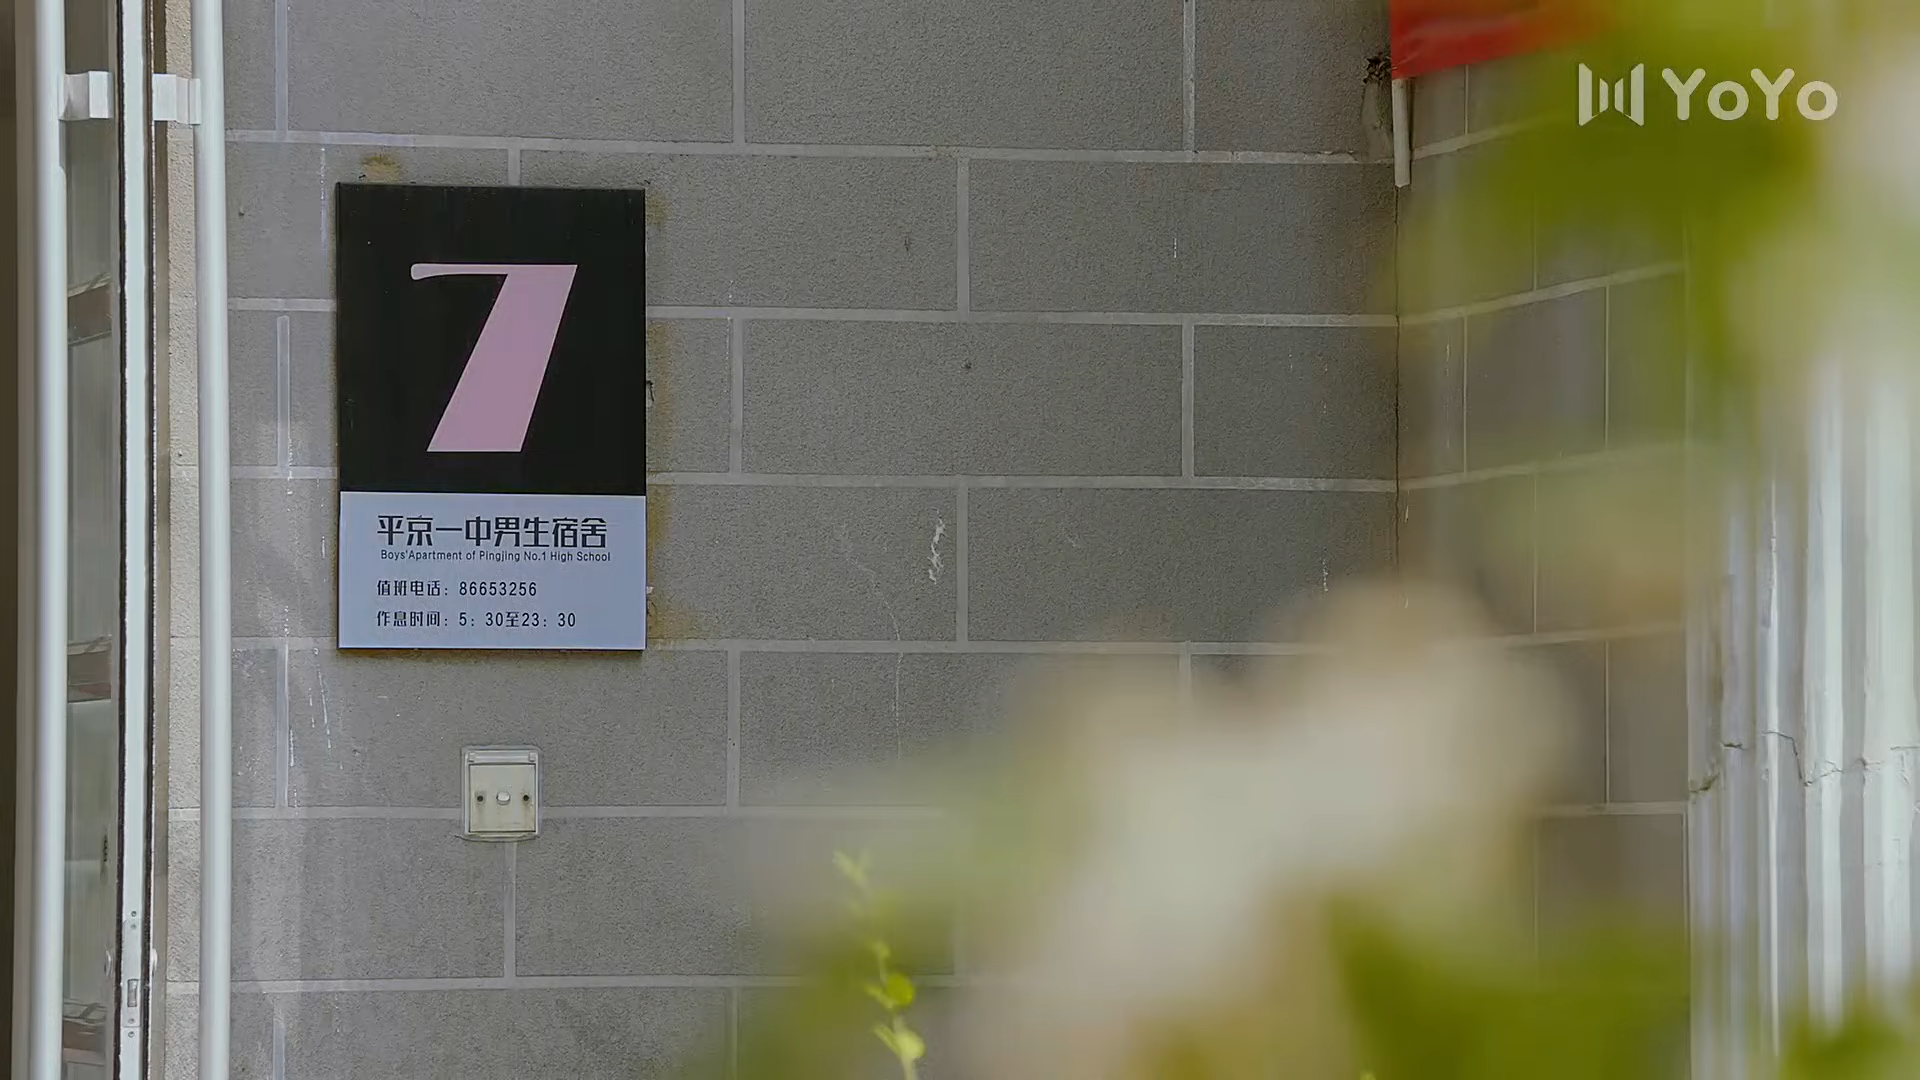 YoYo
7
平京一中男生宿舍
Boys'Apartment of Pingjing No.1 High School
值班电话：86653256
作息时间：5：30至23：30